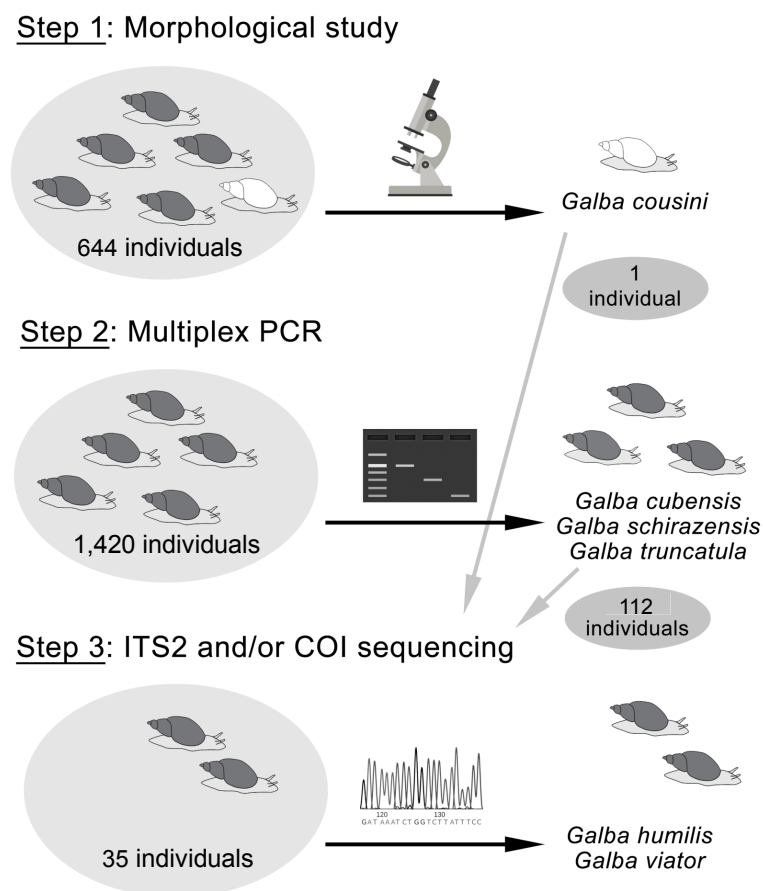 Step 1: Morphological study
644 individuals
Galba cousini
1
individual
Step 2: Multiplex PCR
1,420 individuals
Galba cubensis
Galba schirazensis
Galba truncatula
112
individuals
Step 3: ITS2 and/or COI sequencing
35 individuals
120 130
GATAAATCTGGTCTTATTTCC
Galba humilis
Galba viator